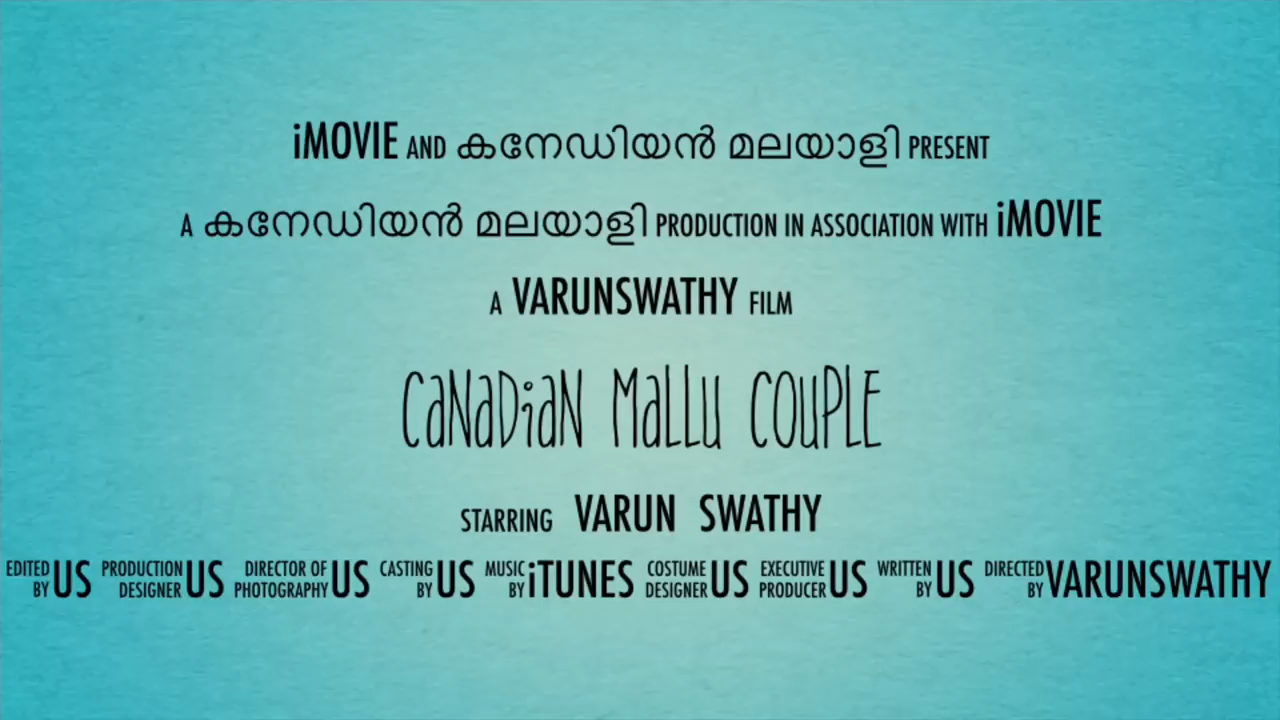 iMOVIE AND കനേഡിയൻ മലയാളി PRESENT
A കനേഡിയൻ മലയാളി PRODUCTION IN ASSOCIATION WITH iMOVIE
A VARUNSWATHY FILM
CANADIAN MALLU COUPLE
STARRING VARUN SWATHY
EDITED BY US PRODUCTION DESIGNER US DIRECTOR OF PHOTOGRAPHY US CASTING BY US MUSIC BY iTUNES COSTUME DESIGNER US EXECUTIVE PRODUCER US WRITTEN BY US DIRECTED BY VARUNSWATHY